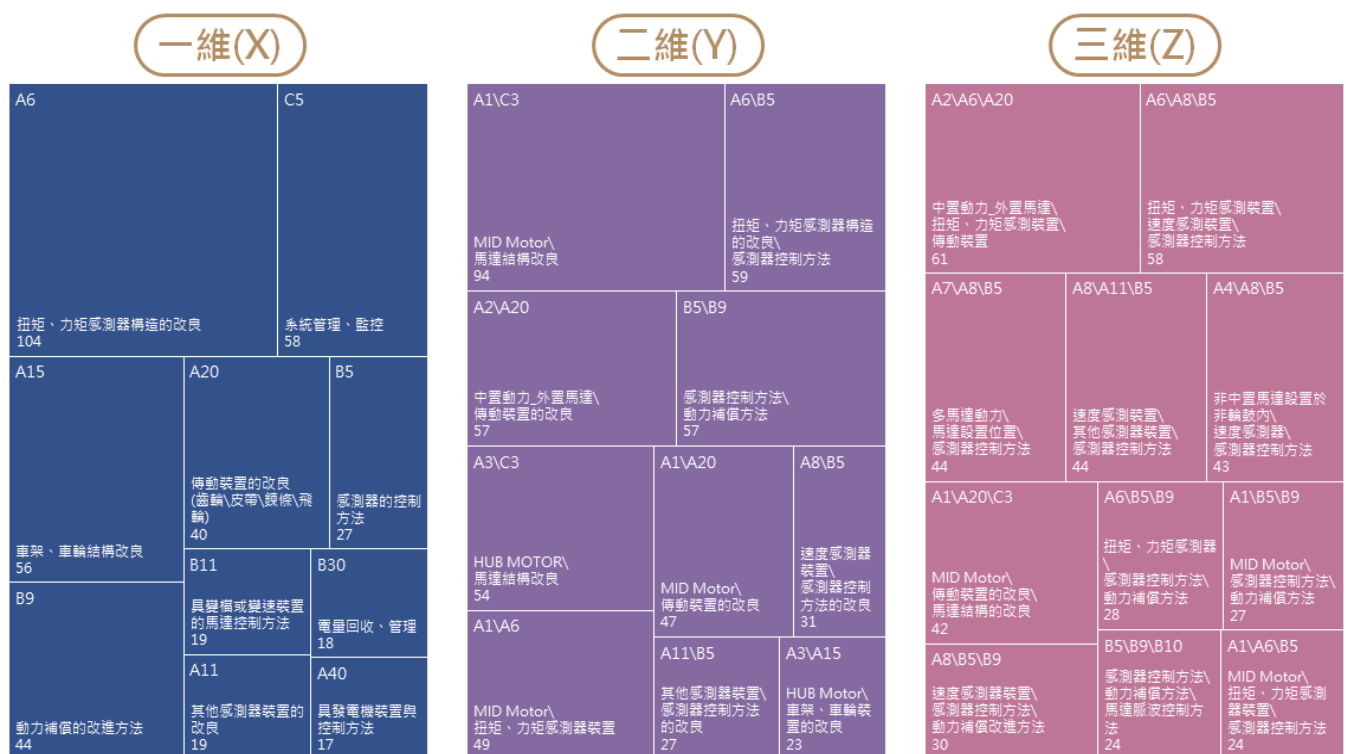 一維(X)
A6
扭矩、力矩感測器構造的改良
104
C5
系統管理、監控
58
A15
車架、車輪結構改良
56
A20
傳動裝置的改良
(齒輪\皮帶\鍊條\飛
輪)
40
B5
感測器的控制
方法
27
B9
動力補償的改進方法
44
B11
具變檔或變速裝置
的馬達控制方法
19
B30
電量回收、管理
18
A11
其他感測器裝置的
改良
19
A40
具發電機裝置與
控制方法
17
二維(Y)
A1\C3
MID Motor\
馬達結構改良
94
A6\B5
扭矩、力矩感測器構造
的改良\
感測器控制方法
59
A2\A20
中置動力_外置馬達\
傳動裝置的改良
57
B5\B9
感測器控制方法\
動力補償方法
57
A3\C3
HUB MOTOR\
馬達結構改良
54
A1\A20
MID Motor\
傳動裝置的改良
47
A8\B5
速度感測器
裝置\
感測器控制
方法的改良
31
A1\A6
MID Motor\
扭矩、力矩感測器裝置
49
A11\B5
其他感測器裝置\
感測器控制方法
的改良
27
A3\A15
HUB Motor\
車架、車輪裝
置的改良
23
三維(Z)
A2\A6\A20
中置動力_外置馬達\
扭矩、力矩感測裝置\
傳動裝置
61
A6\A8\B5
扭矩、力矩感測裝置\
速度感測裝置\
感測器控制方法
58
A7\A8\B5
多馬達動力\
馬達設置位置\
感測器控制方法
44
A8\A11\B5
速度感測裝置\
其他感測器裝置\
感測器控制方法
44
A4\A8\B5
非中置馬達設置於
非輪鼓內\
速度感測器\
感測器控制方法
43
A1\A20\C3
MID Motor\
傳動裝置的改良\
馬達結構的改良
42
A6\B5\B9
扭矩、力矩感測器
\
感測器控制方法\
動力補償方法
28
A1\B5\B9
MID Motor\
感測器控制方法\
動力補償方法
27
A8\B5\B9
速度感測器裝置\
感測器控制方法\
動力補償改進方法
30
B5\B9\B10
感測器控制方法\
動力補償方法\
馬達脈波控制方
法
24
A1\A6\B5
MID Motor\
扭矩、力矩感測
器裝置\
感測器控制方法
24